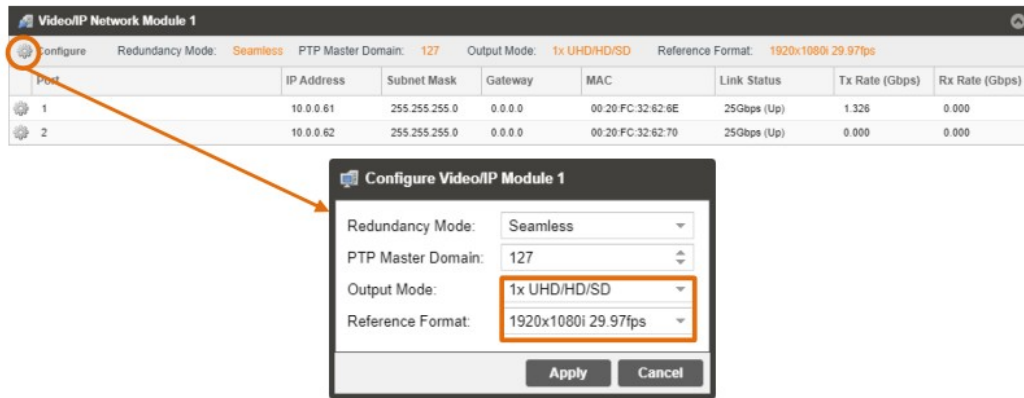 Video/IP Network Module 1
Configure Redundancy Mode: Seamless PTP Master Domain: 127 Output Mode: 1x UHD/HD/SD Reference Format: 1920x1080i 29.97fps
Port IP Address Subnet Mask Gateway MAC Link Status Tx Rate (Gbps) Rx Rate (Gbps)
1 10.0.0.61 255.255.255.0 0.0.0.0 00:20:FC:32:62:6E 25Gbps (Up) 1.326 0.000
2 10.0.0.62 255.255.255.0 0.0.0.0 00:20:FC:32:62:70 25Gbps (Up) 0.000 0.000
Configure Video/IP Module 1
Redundancy Mode: Seamless
PTP Master Domain: 127
Output Mode: 1x UHD/HD/SD
Reference Format: 1920x1080i 29.97fps
Apply Cancel